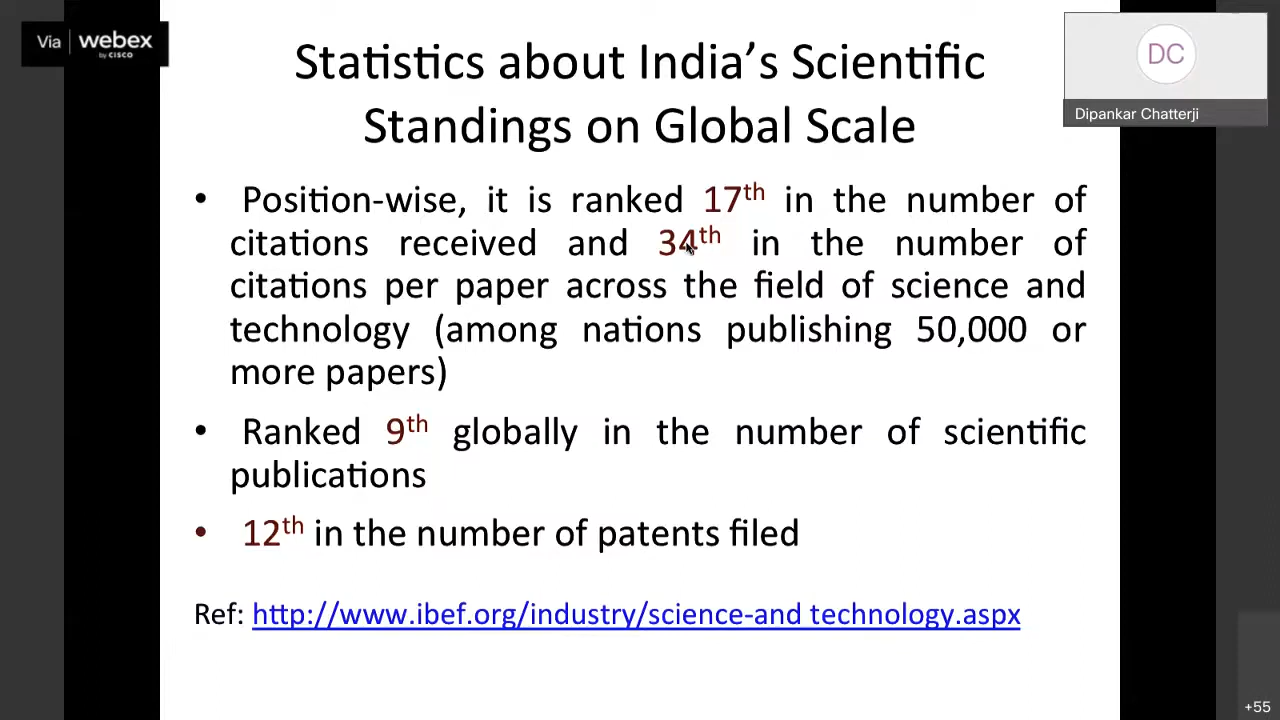 Via webex
by CISCO
DC
Dipankar Chatterji
Statistics about India's Scientific
Standings on Global Scale
• Position-wise, it is ranked 17th in the number of
citations received and 34th in the number of
citations per paper across the field of science and
technology (among nations publishing 50,000 or
more papers)
• Ranked 9th globally in the number of scientific
publications
• 12th in the number of patents filed
Ref: http://www.ibef.org/industry/science-and technology.aspx
+55